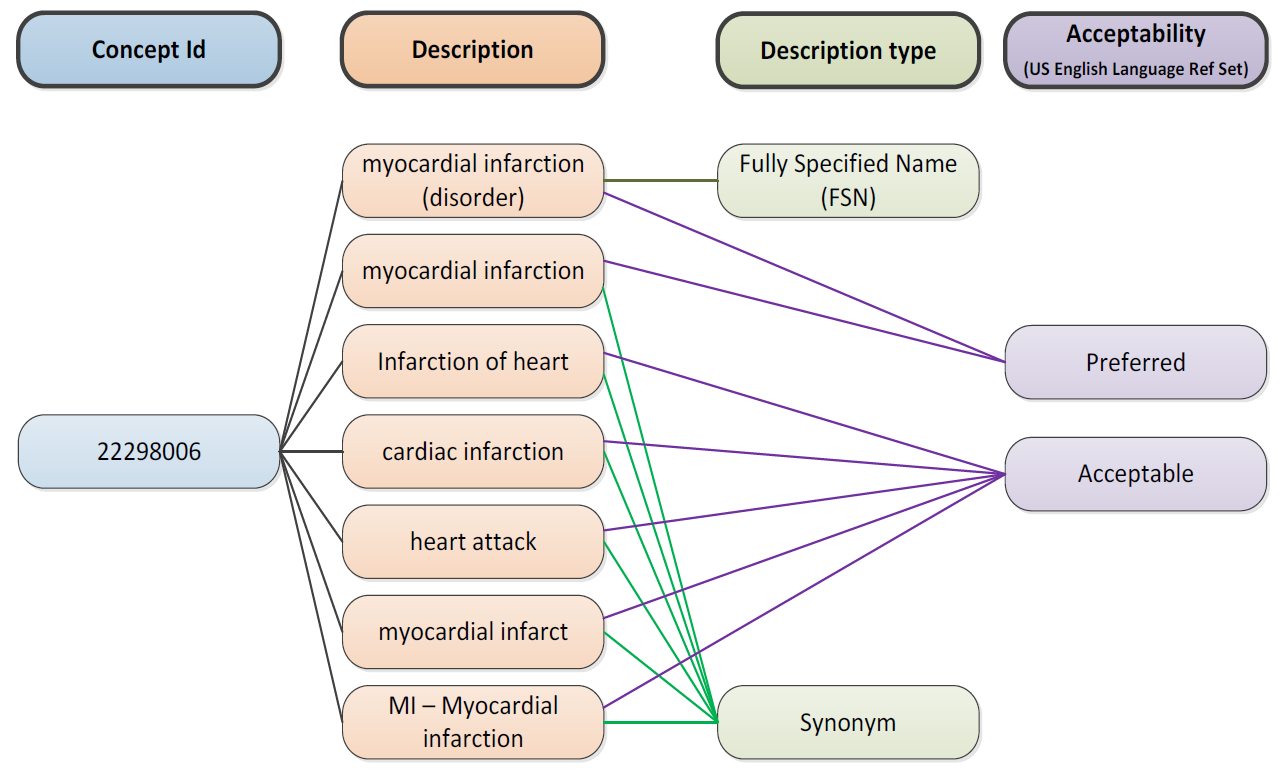 Concept Id
Description
Description type
Acceptability
(US English Language Ref Set)
myocardial infarction
(disorder)
Fully Specified Name
(FSN)
myocardial infarction
Infarction of heart
Preferred
22298006
cardiac infarction
Acceptable
heart attack
myocardial infarct
MI – Myocardial
infarction
Synonym